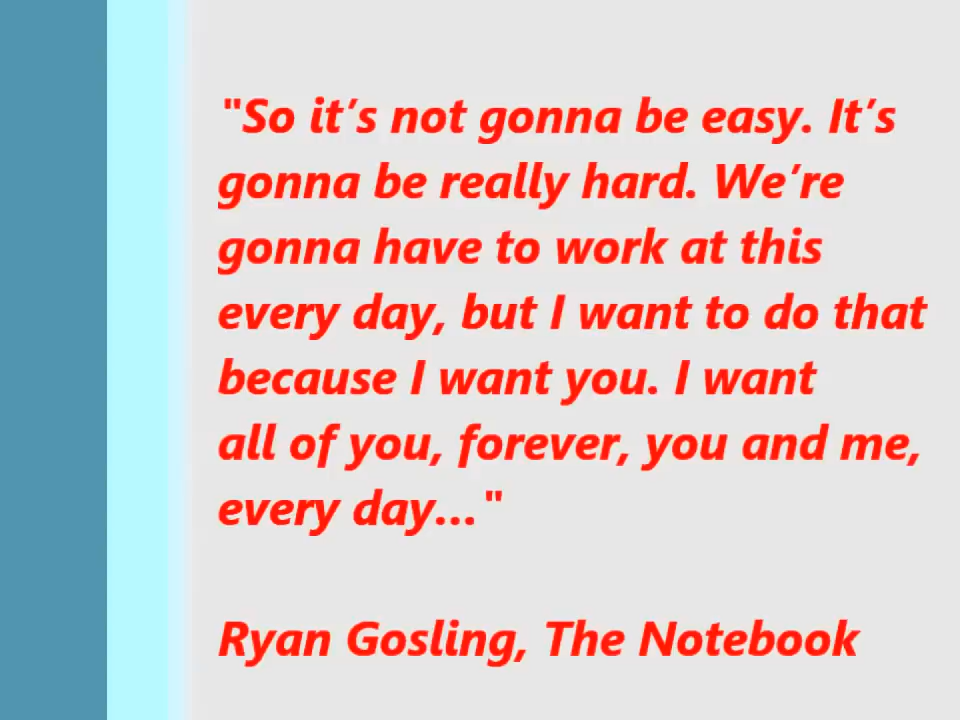 "So it’s not gonna be easy. It’s
gonna be really hard. We’re
gonna have to work at this
every day, but I want to do that
because I want you. I want
all of you, forever, you and me,
every day..."
Ryan Gosling, The Notebook